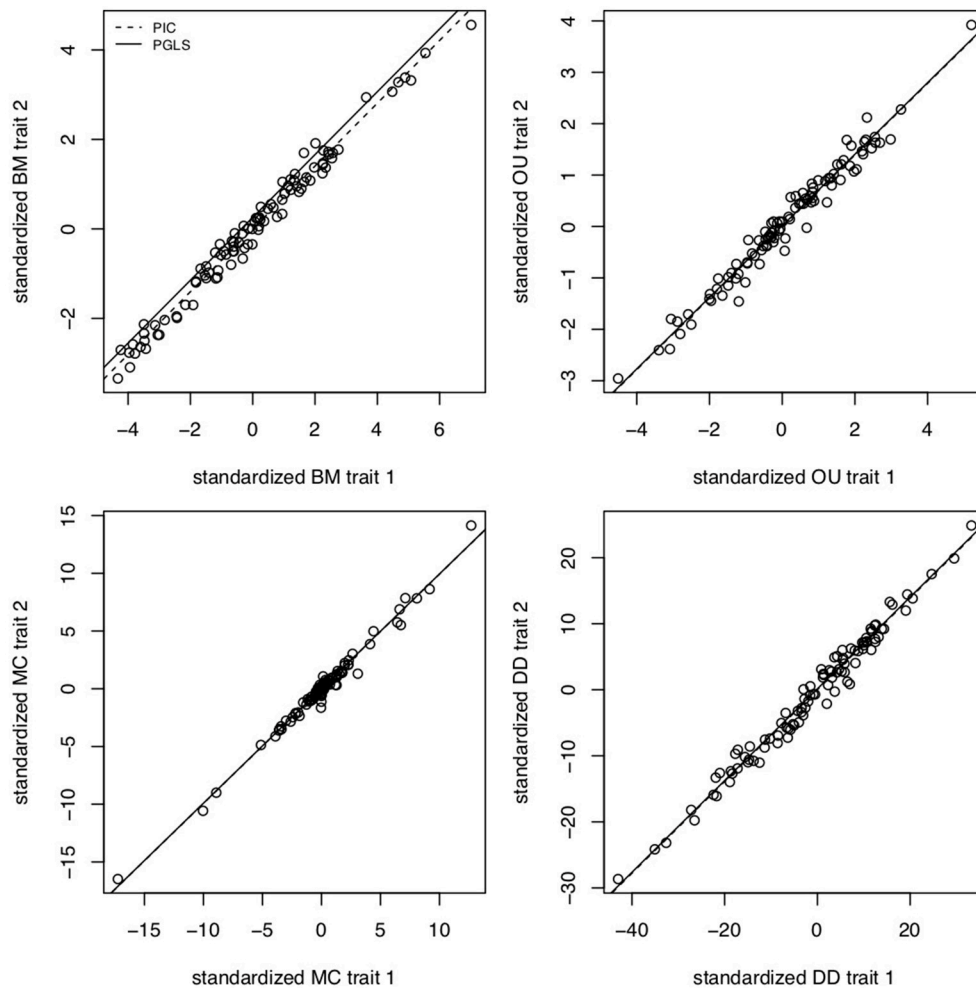 PIC
PGLS
4
2
0
−2
−4 −2 0 2 4 6
standardized BM trait 2
standardized BM trait 1
4
3
2
1
0
−1
−2
−3
−4 −2 0 2 4
standardized OU trait 2
standardized OU trait 1
15
10
5
0
−5
−10
−15
−15 −10 −5 0 5 10
standardized MC trait 2
standardized MC trait 1
20
10
0
−10
−20
−30
−40 −20 0 20
standardized DD trait 2
standardized DD trait 1